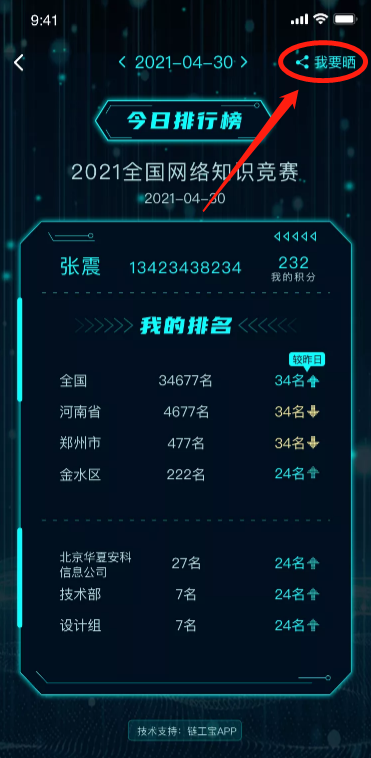 9:41
2021-04-30
我要晒
今日排行榜
2021全国网络知识竞赛
2021-04-30
张震 13423438234 232
我的积分
我的排名
较昨日
全国 34677名 34名
河南省 4677名 34名
郑州市 477名 34名
金水区 222名 24名
北京华夏安科
信息公司 27名 24名
技术部 7名 24名
设计组 7名 24名
技术支持：链工宝APP